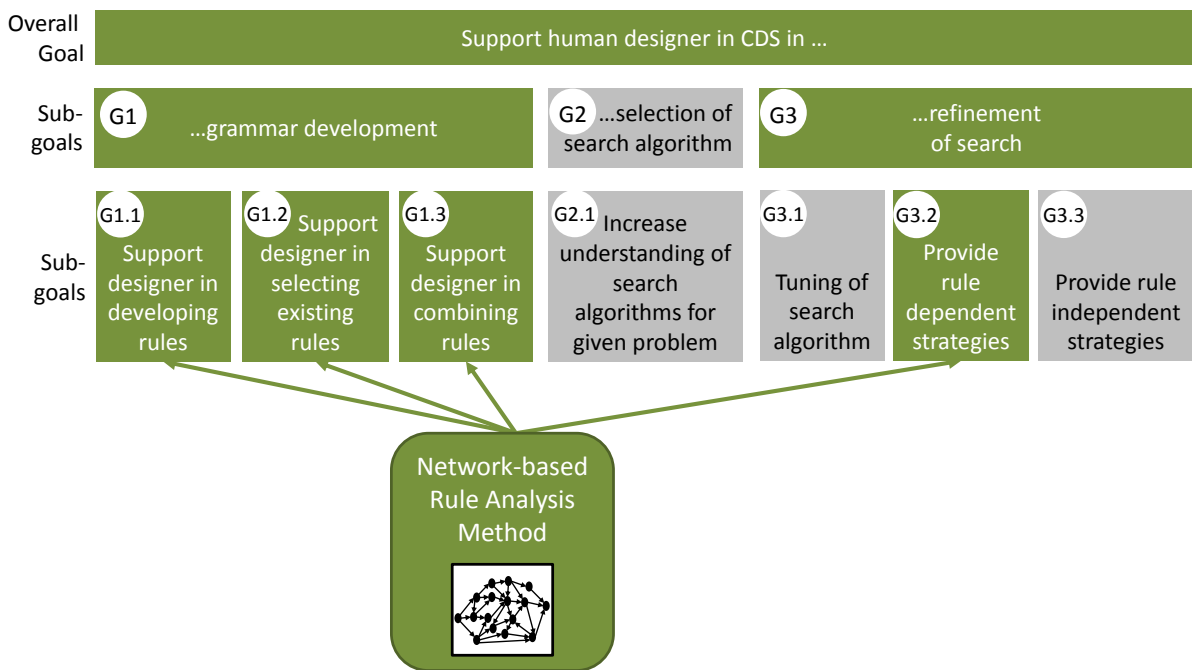 Overall
Goal
Support human designer in CDS in …
Sub-
goals
G1
…grammar development
G2
…selection of
search algorithm
G3
…refinement
of search
Sub-
goals
G1.1
Support
designer in
developing
rules
G1.2
Support
designer in
selecting
existing
rules
G1.3
Support
designer in
combining
rules
G2.1
Increase
understanding of
search
algorithms for
given problem
G3.1
Tuning of
search
algorithm
G3.2
Provide
rule
dependent
strategies
G3.3
Provide rule
independent
strategies
Network-based
Rule Analysis
Method